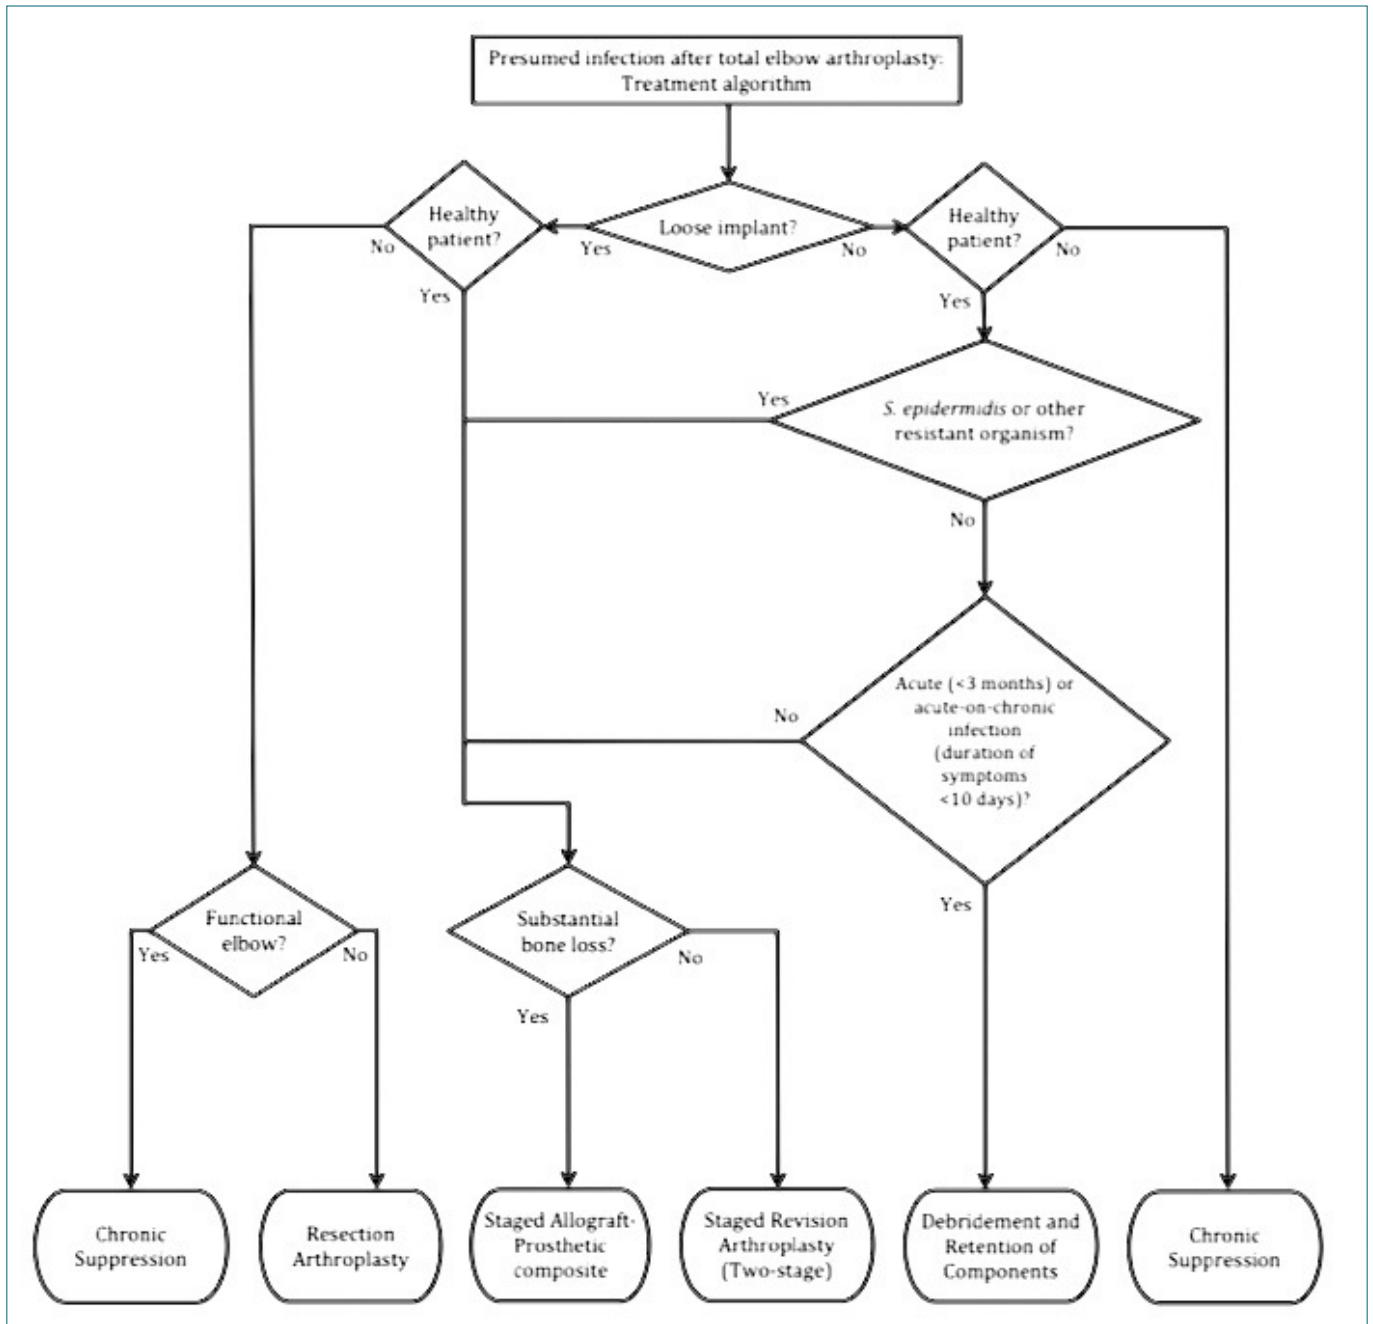 Presumed infection after total elbow arthroplasty:
Treatment algorithm
Healthy
patient?
No
Yes
Loose implant?
Yes
No
Healthy
patient?
No
Yes
S. epidermidis or other
resistant organism?
Yes
No
Acute (<3 months) or
acute-on-chronic
infection
(duration of
symptoms
<10 days)?
No
Yes
Functional
elbow?
Yes
No
Substantial
bone loss?
No
Yes
Chronic
Suppression
Resection
Arthroplasty
Staged Allograft-
Prosthetic
composite
Staged Revision
Arthroplasty
(Two-stage)
Debridement and
Retention of
Components
Chronic
Suppression